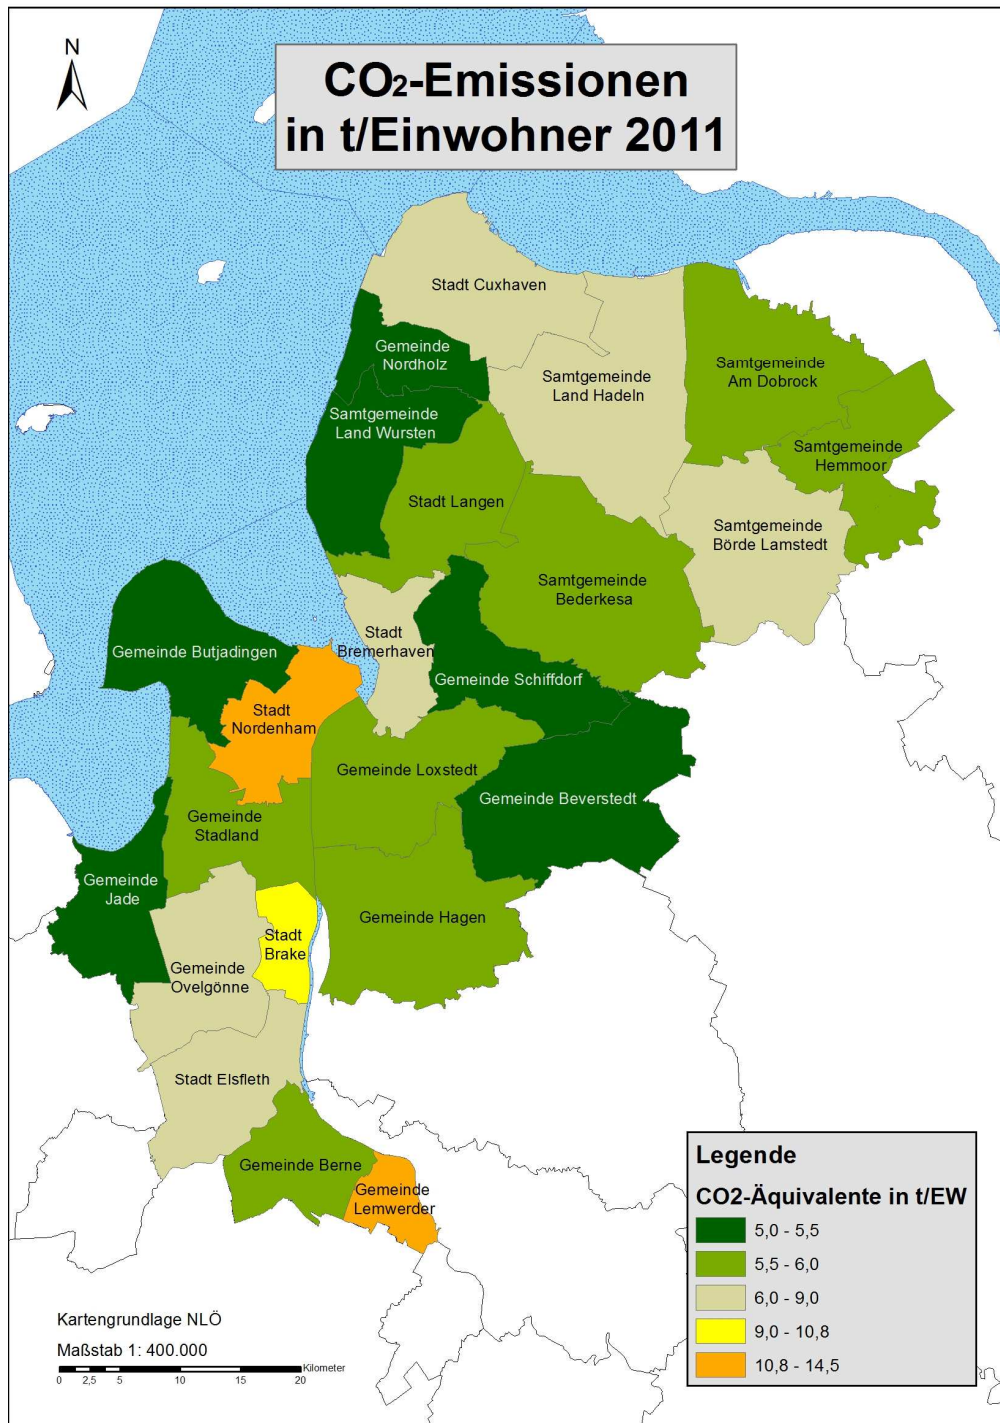 N
CO2-Emissionen
in t/Einwohner 2011
Stadt Cuxhaven
Gemeinde
Nordholz
Samtgemeinde
Land Hadeln
Samtgemeinde
Am Dobrock
Samtgemeinde
Land Wursten
Samtgemeinde
Hemmoor
Stadt Langen
Samtgemeinde
Börde Lamstedt
Samtgemeinde
Bederkesa
Stadt
Bremerhaven
Gemeinde Butjadingen
Gemeinde Schiffdorf
Stadt
Nordenham
Gemeinde Loxstedt
Gemeinde Beverstedt
Gemeinde
Stadland
Gemeinde
Jade
Gemeinde Hagen
Stadt
Brake
Gemeinde
Ovelgönne
Stadt Elsfleth
Gemeinde Berne
Gemeinde
Lemwerder
Legende
CO2-Äquivalente in t/EW
5,0 - 5,5
5,5 - 6,0
6,0 - 9,0
9,0 - 10,8
10,8 - 14,5
Kartengrundlage NLÖ
Maßstab 1: 400.000
Kilometer
0 2,5 5 10 15 20